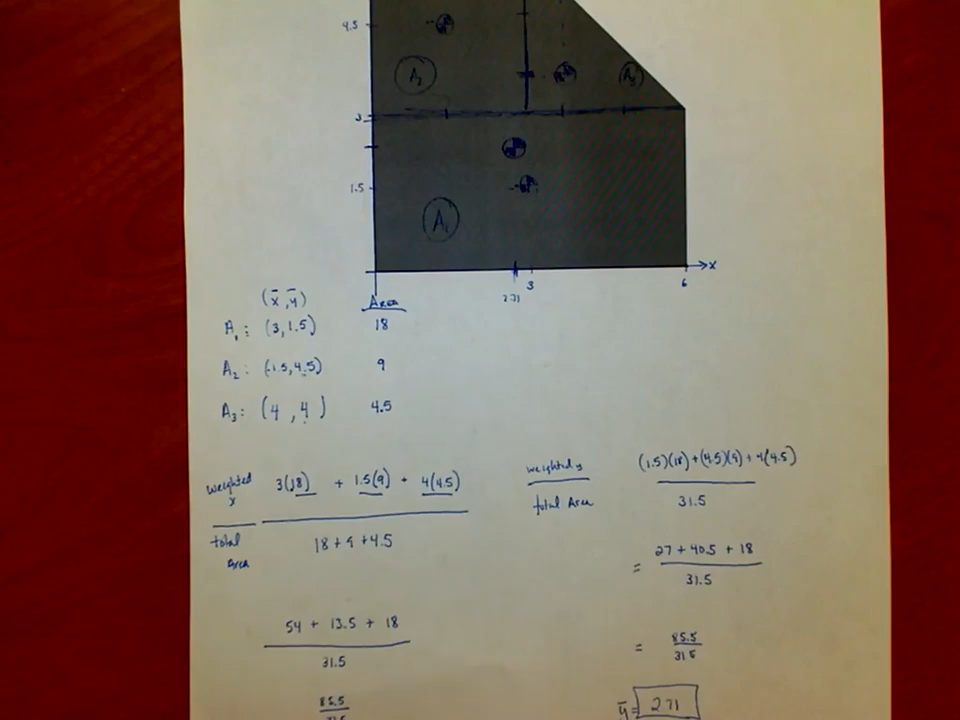 4.5
A₂
A₃
3
1.5
A₁
x
2.71
3
6
(x̄, ȳ) Area
A₁: (3, 1.5) 18
A₂: (1.5, 4.5) 9
A₃: (4, 4) 4.5
weighted x 3(18) + 1.5(9) + 4(4.5)
total area 18 + 9 + 4.5
54 + 13.5 + 18
31.5
85.5
31.5
weighted y (1.5)(18) + (4.5)(9) + 4(4.5)
total Area 31.5
= 27 + 40.5 + 18
31.5
= 85.5
31.5
ȳ = 2.71